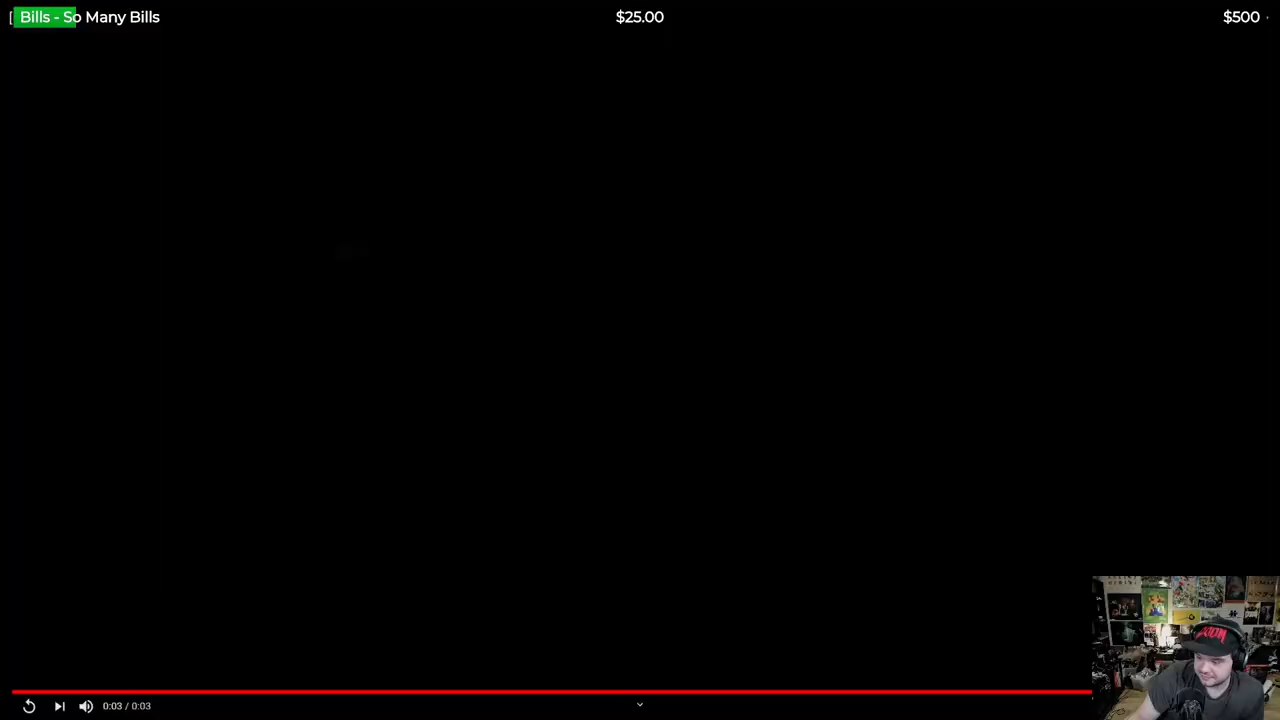 [ Bills - So Many Bills
$25.00
$500
0:03 / 0:03